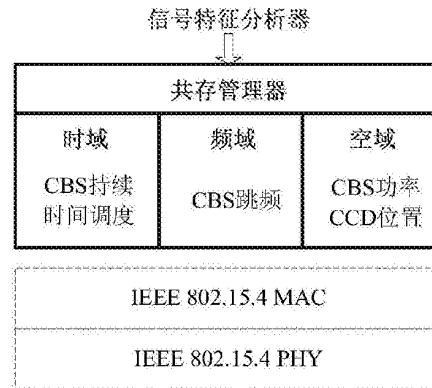 信号特征分析器
共存管理器
时域 频域 空域
CBS持续
时间调度
CBS跳频
CBS功率
CCD位置
IEEE 802.15.4 MAC
IEEE 802.15.4 PHY